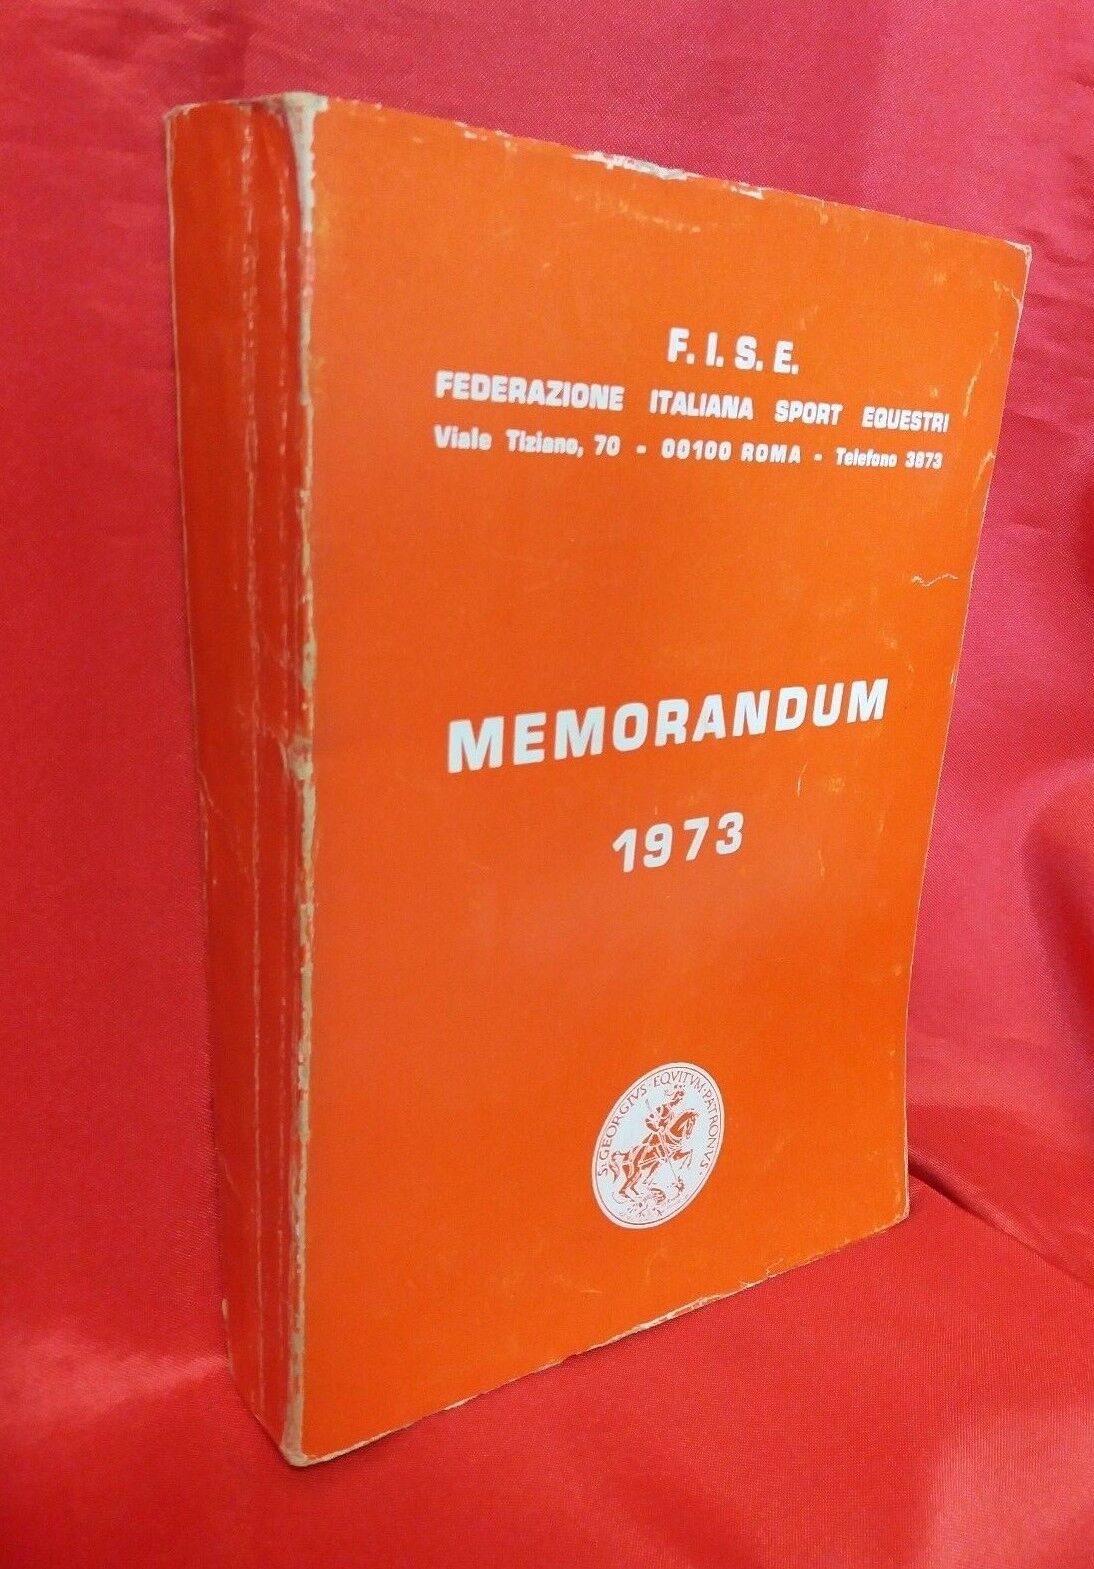 F. I. S. E.
FEDERAZIONE ITALIANA SPORT EQUESTRI
Viale Tiziano, 70 - 00100 ROMA - Telefono 3873
MEMORANDUM
1973
S·GEORGIVS·EQVITVM·PATRONVS·